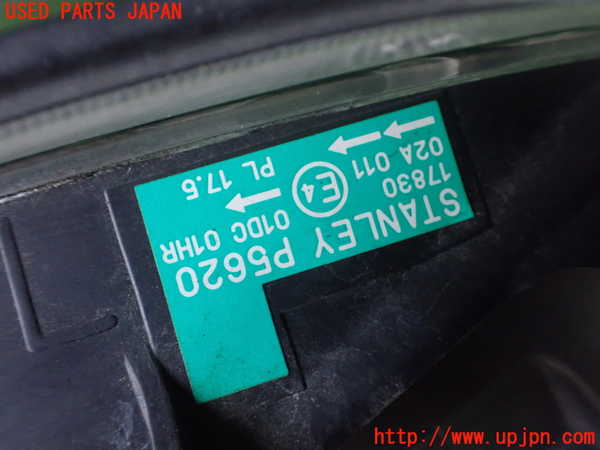 USED PARTS JAPAN
STANLEY P5620
17830 E4 01DC 01HR
02A 011
PL 17.5
http://www.upjpn.com/